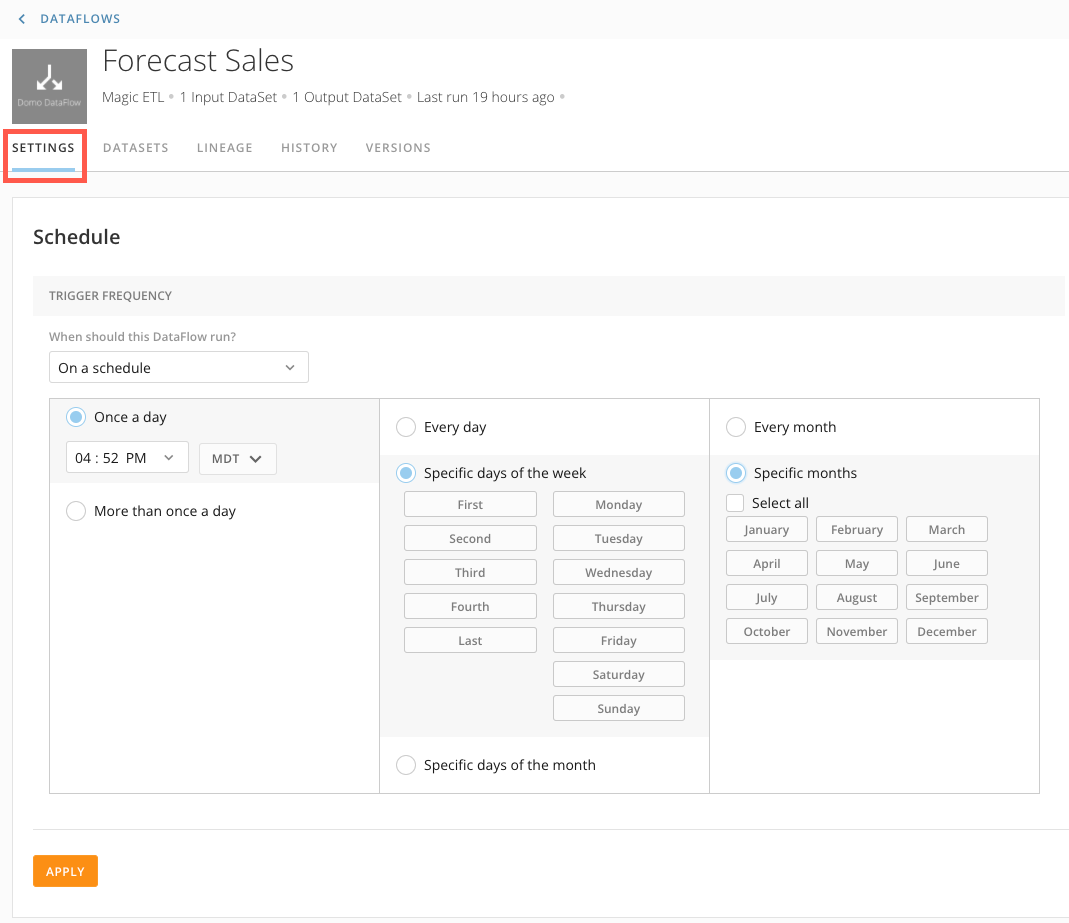 DATAFLOWS
Forecast Sales
Domo DataFlow
Magic ETL • 1 Input DataSet • 1 Output DataSet • Last run 19 hours ago •
SETTINGS DATASETS LINEAGE HISTORY VERSIONS
Schedule
TRIGGER FREQUENCY
When should this DataFlow run?
On a schedule
Once a day
04 : 52 PM MDT
More than once a day
Every day
Specific days of the week
First Monday
Second Tuesday
Third Wednesday
Fourth Thursday
Last Friday
Saturday
Sunday
Specific days of the month
Every month
Specific months
Select all
January February March
April May June
July August September
October November December
APPLY